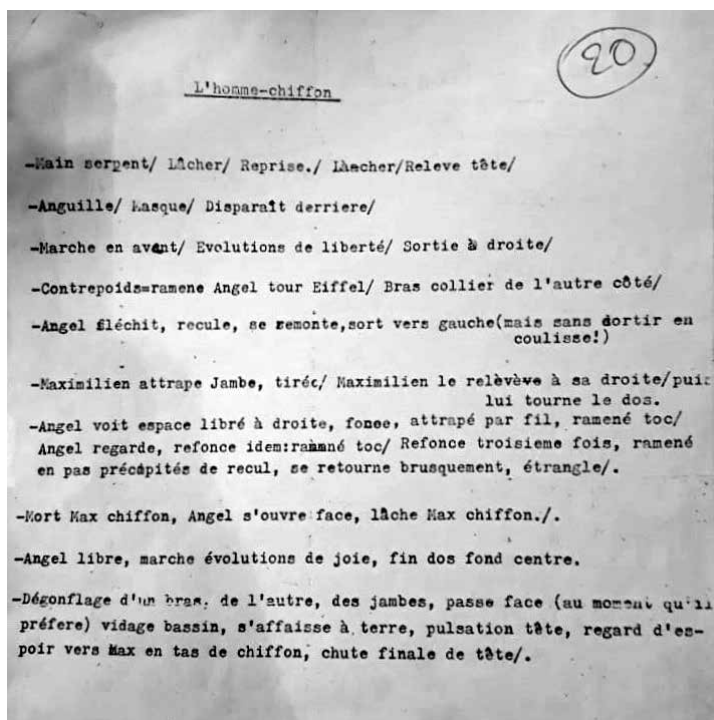 20
L'homme-chiffon
-Main serpent/ Lâcher/ Reprise./ Lâacher/Releve tête/
-Anguille/ Masque/ Disparaît derriere/
-Marche en avant/ Evolutions de liberté/ Sortie à droite/
-Contrepoids=ramene Angel tour Eiffel/ Bras collier de l'autre côté/
-Angel fléchit, recule, se remonte,sort vers gauche(mais sans dortir en
coulisse!)
-Maximilien attrape Jambe, tiréc/ Maximilien le relèvève à sa droite/puis
lui tourne le dos.
-Angel voit espace libré à droite, fonce, attrapé par fil, ramené toc/
Angel regarde, refonce idem:rammné toc/ Refonce troisieme fois, ramené
en pas précápités de recul, se retourne brusquement, étrangle/.
-Mort Max chiffon, Angel s'ouvre face, lâche Max chiffon./.
-Angel libre, marche évolutions de joie, fin dos fond centre.
-Dégonflage d'un bras, de l'autre, des jambes, passe face (au moment qu'il
préfere) vidage bassin, s'affaisse à terre, pulsation tête, regard d'es-
poir vers Max en tas de chiffon, chute finale de tête/.